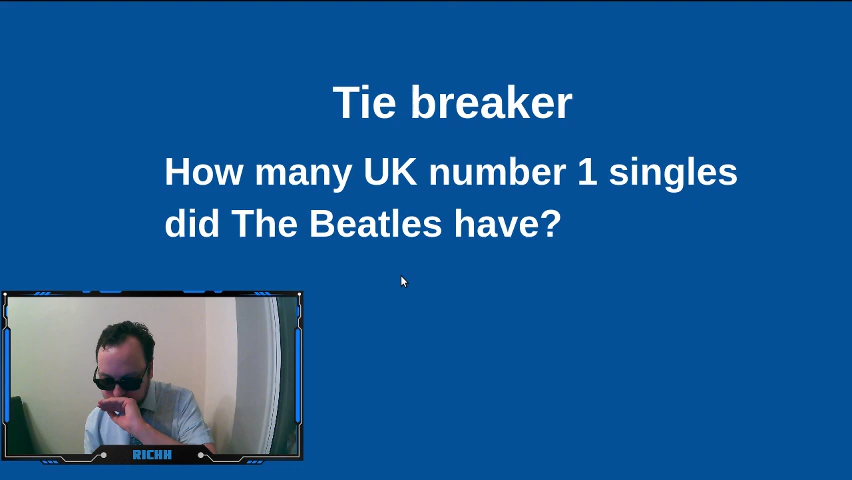 Tie breaker
How many UK number 1 singles
did The Beatles have?
RICHH